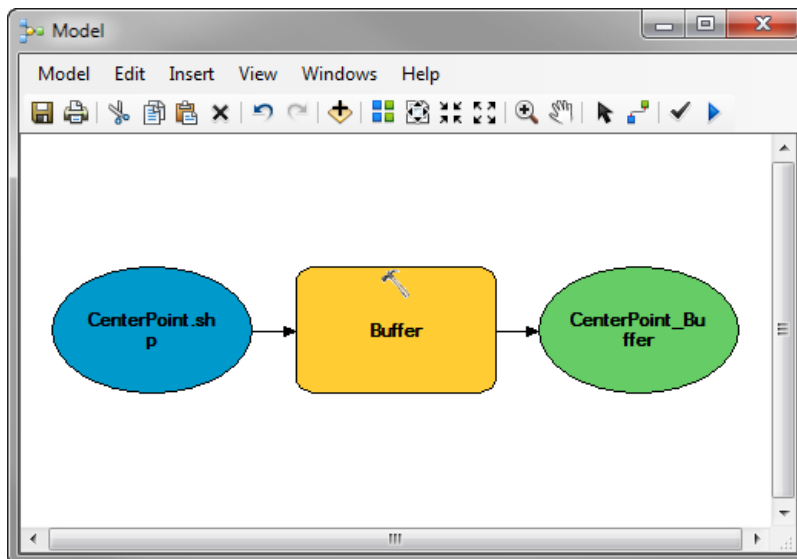 Model
Model Edit Insert View Windows Help
CenterPoint.sh
p
Buffer
CenterPoint_Bu
ffer